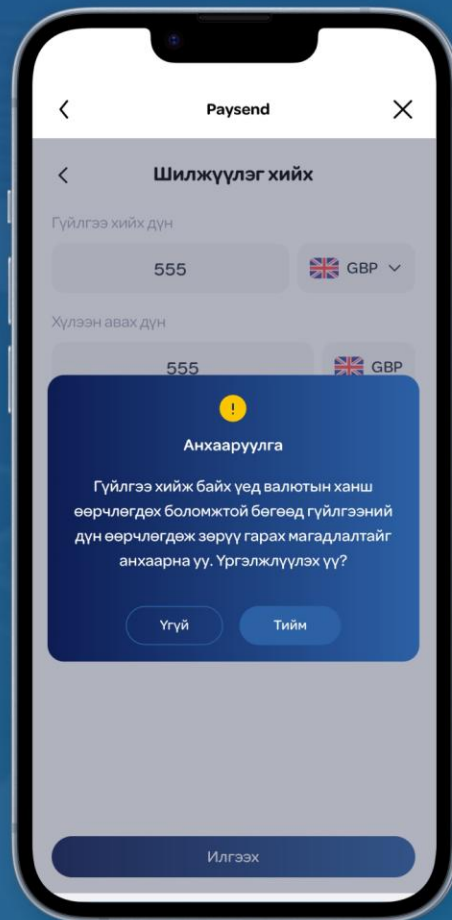 Paysend
Шилжүүлэг хийх
Гүйлгээ хийх дүн
555 GBP
Хүлээн авах дүн
555 GBP
!
Анхааруулга
Гүйлгээ хийж байх үед валютын ханш
өөрчлөгдөх боломжтой бөгөөд гүйлгээний
дүн өөрчлөгдөж зөрүү гарах магадлалтайг
анхаарна уу. Үргэлжлүүлэх үү?
Үгүй Тийм
Илгээх